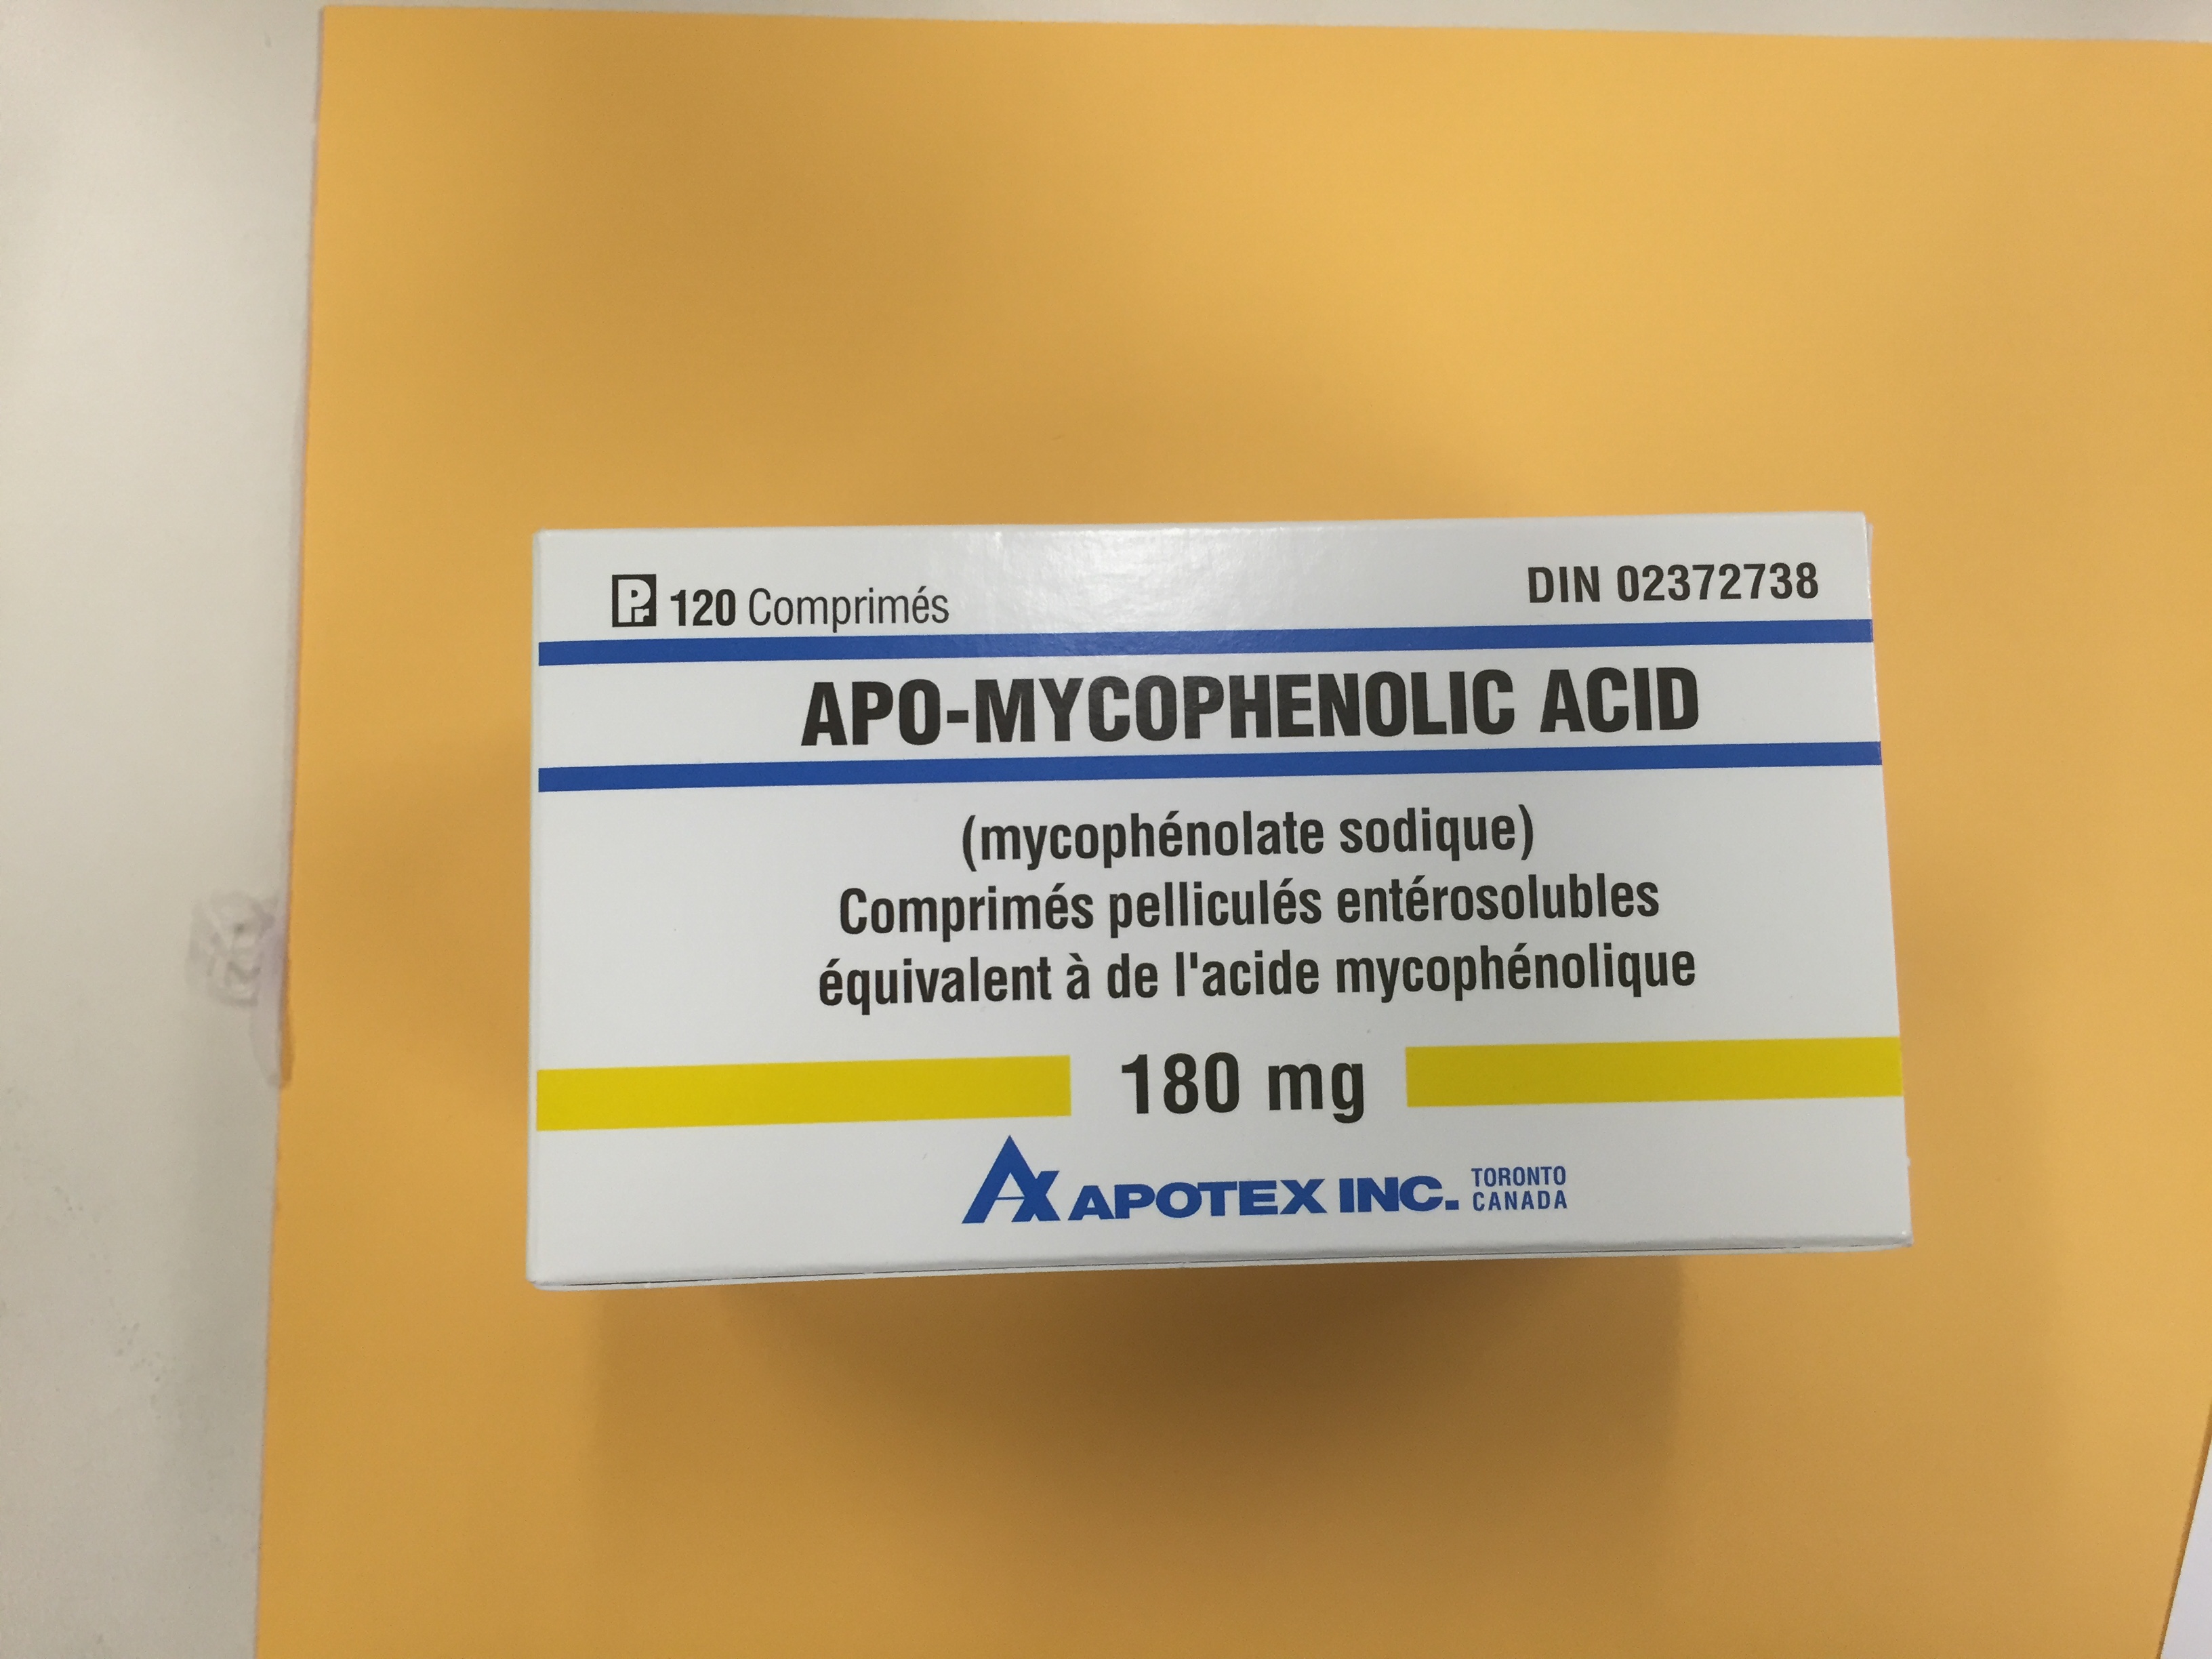 Pr 120 Comprimés
DIN 02372738
APO-MYCOPHENOLIC ACID
(mycophénolate sodique)
Comprimés pelliculés entérosolubles
équivalent à de l'acide mycophénolique
180 mg
APOTEX INC. TORONTO
CANADA